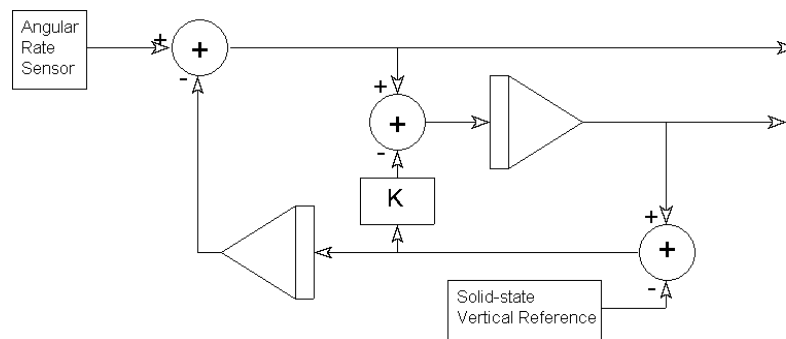 Angular
Rate
Sensor
+
-
+
+
-
+
K
+
-
+
Solid-state
Vertical Reference